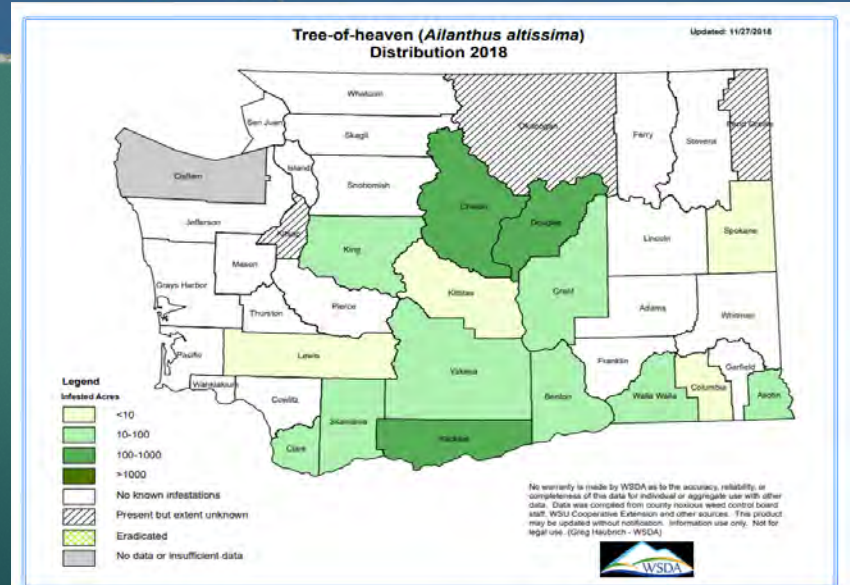 Tree-of-heaven (Ailanthus altissima)
Distribution 2018
Updated: 11/27/2018
Whatcom
San Juan
Skagit
Island
Snohomish
Okanogan
Ferry
Stevens
Pend Oreille
Clallam
Jefferson
Kitsap
King
Chelan
Douglas
Lincoln
Spokane
Grays Harbor
Mason
Thurston
Pierce
Kittitas
Grant
Adams
Whitman
Pacific
Lewis
Yakima
Benton
Franklin
Walla Walla
Columbia
Garfield
Asotin
Wahkiakum
Cowlitz
Clark
Skamania
Klickitat
Legend
Infested Acres
<10
10-100
100-1000
>1000
No known infestations
Present but extent unknown
Eradicated
No data or insufficient data
No warranty is made by WSDA as to the accuracy, reliability, or
completeness of this data for individual or aggregate use with other
data. Data was compiled from county noxious weed control board
staff, WSU Cooperative Extension and other sources. This product
may be updated without notification. Information use only. Not for
legal use. (Greg Haubrich - WSDA)
WSDA